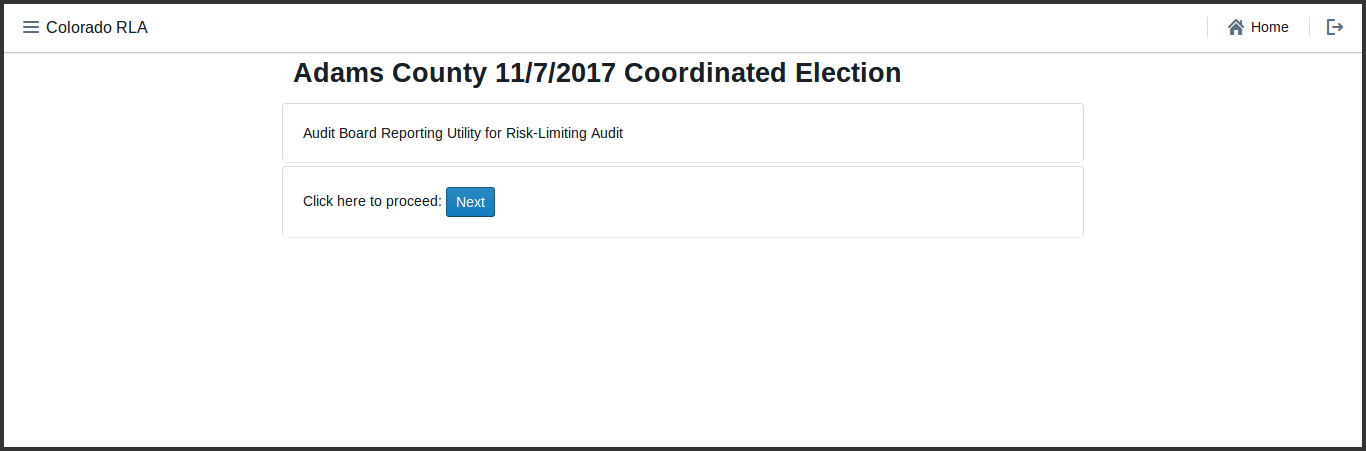 Colorado RLA
Home
Adams County 11/7/2017 Coordinated Election
Audit Board Reporting Utility for Risk-Limiting Audit
Click here to proceed: Next